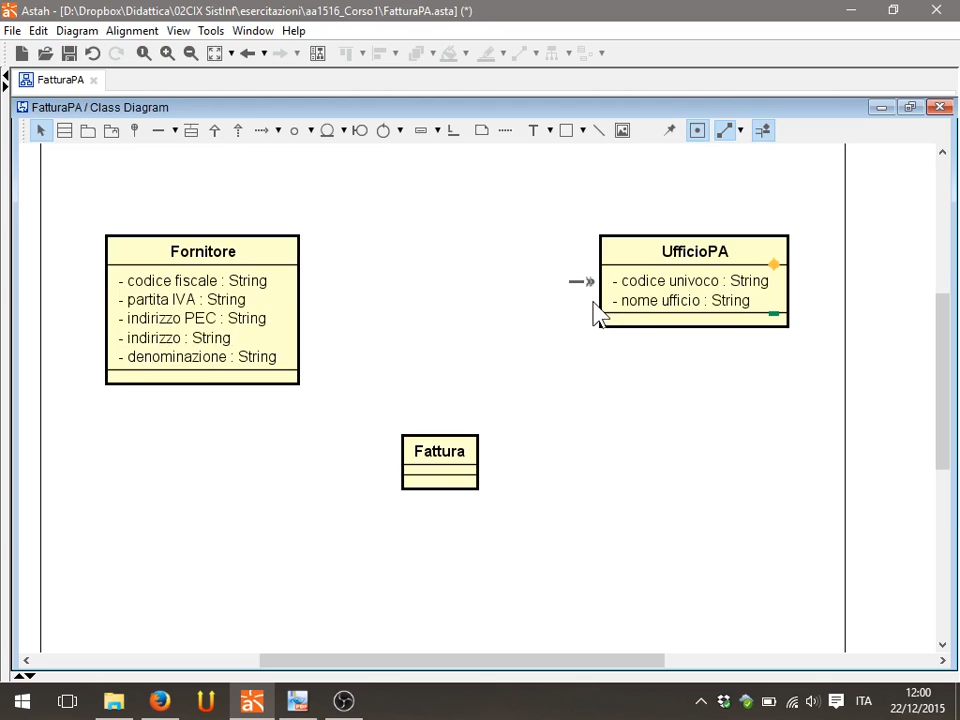 Astah - [D:\Dropbox\Didattica\02CIX SistInf\esercitazioni\aa1516_Corso1\FatturaPA.asta] (*)
File Edit Diagram Alignment View Tools Window Help
FatturaPA
FatturaPA / Class Diagram
T
Fornitore
- codice fiscale : String
- partita IVA : String
- indirizzo PEC : String
- indirizzo : String
- denominazione : String
UfficioPA
- codice univoco : String
- nome ufficio : String
Fattura
ITA
12:00
22/12/2015